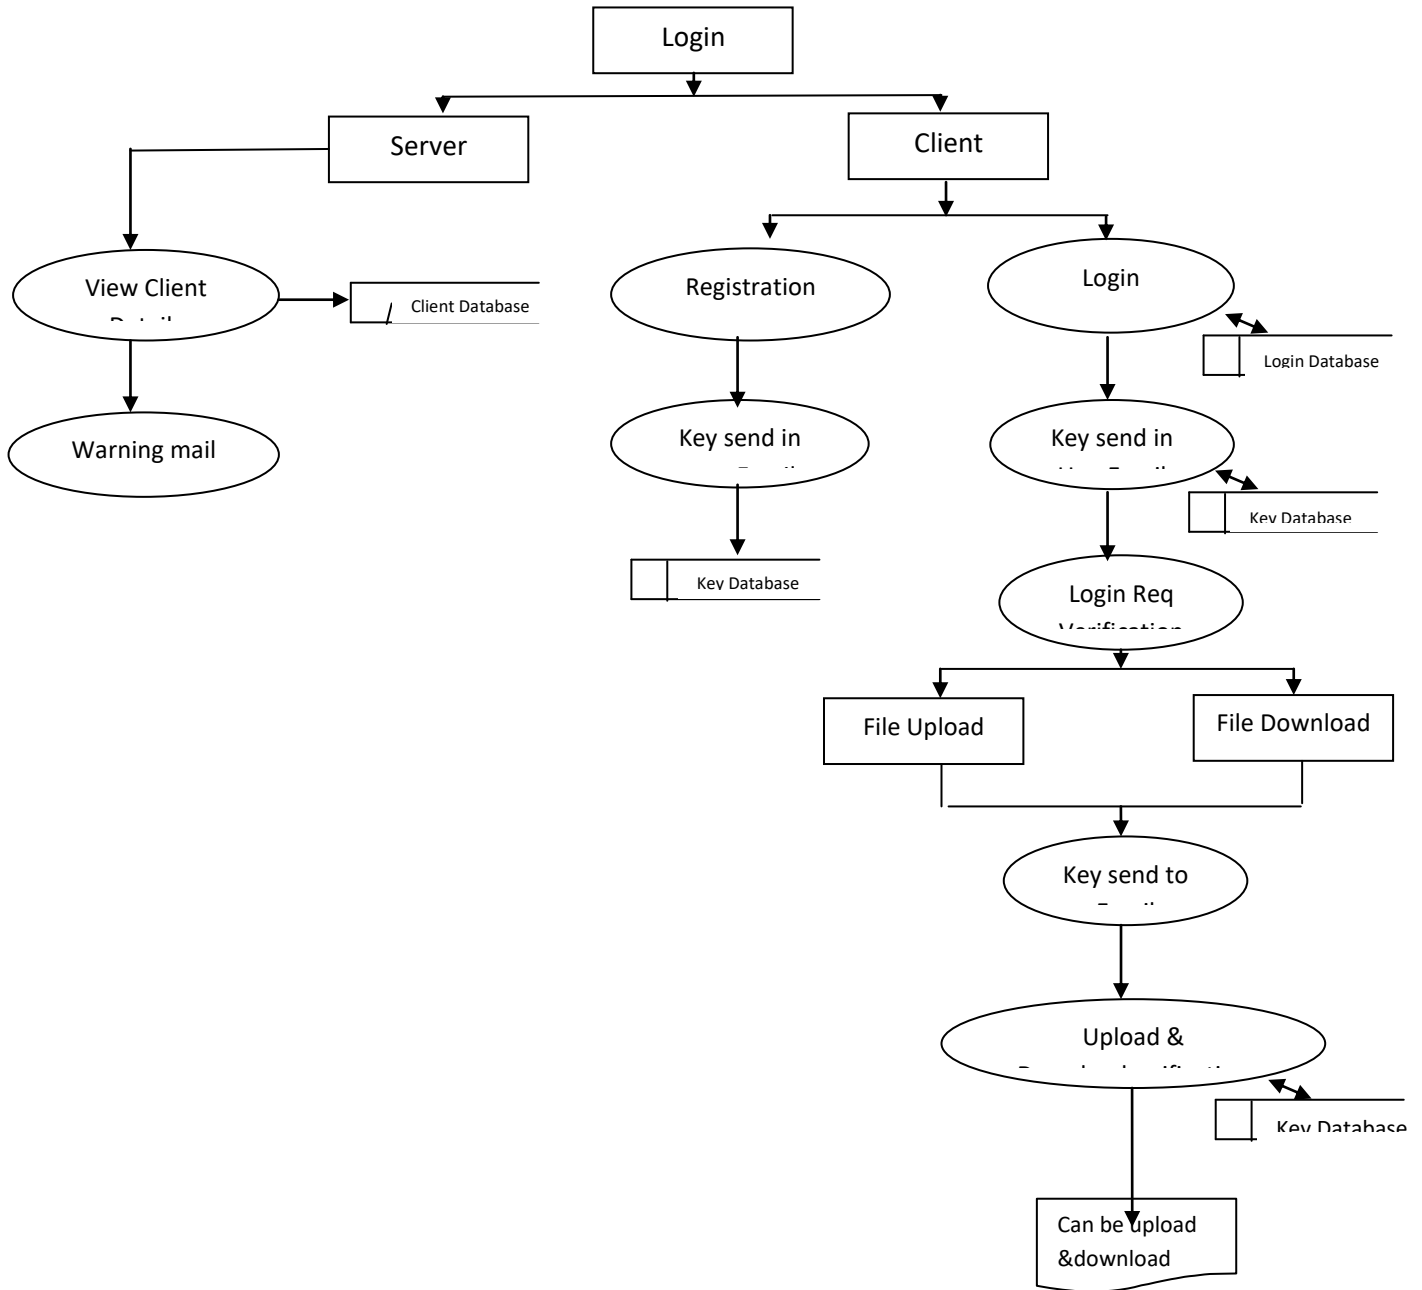 Login
Server
Client
View Client
Client Database
Warning mail
Registration
Key send in
Key Database
Login
Login Database
Key send in
Key Database
Login Req
Verification
File Upload
File Download
Key send to
Upload &
Key Database
Can be upload
&download